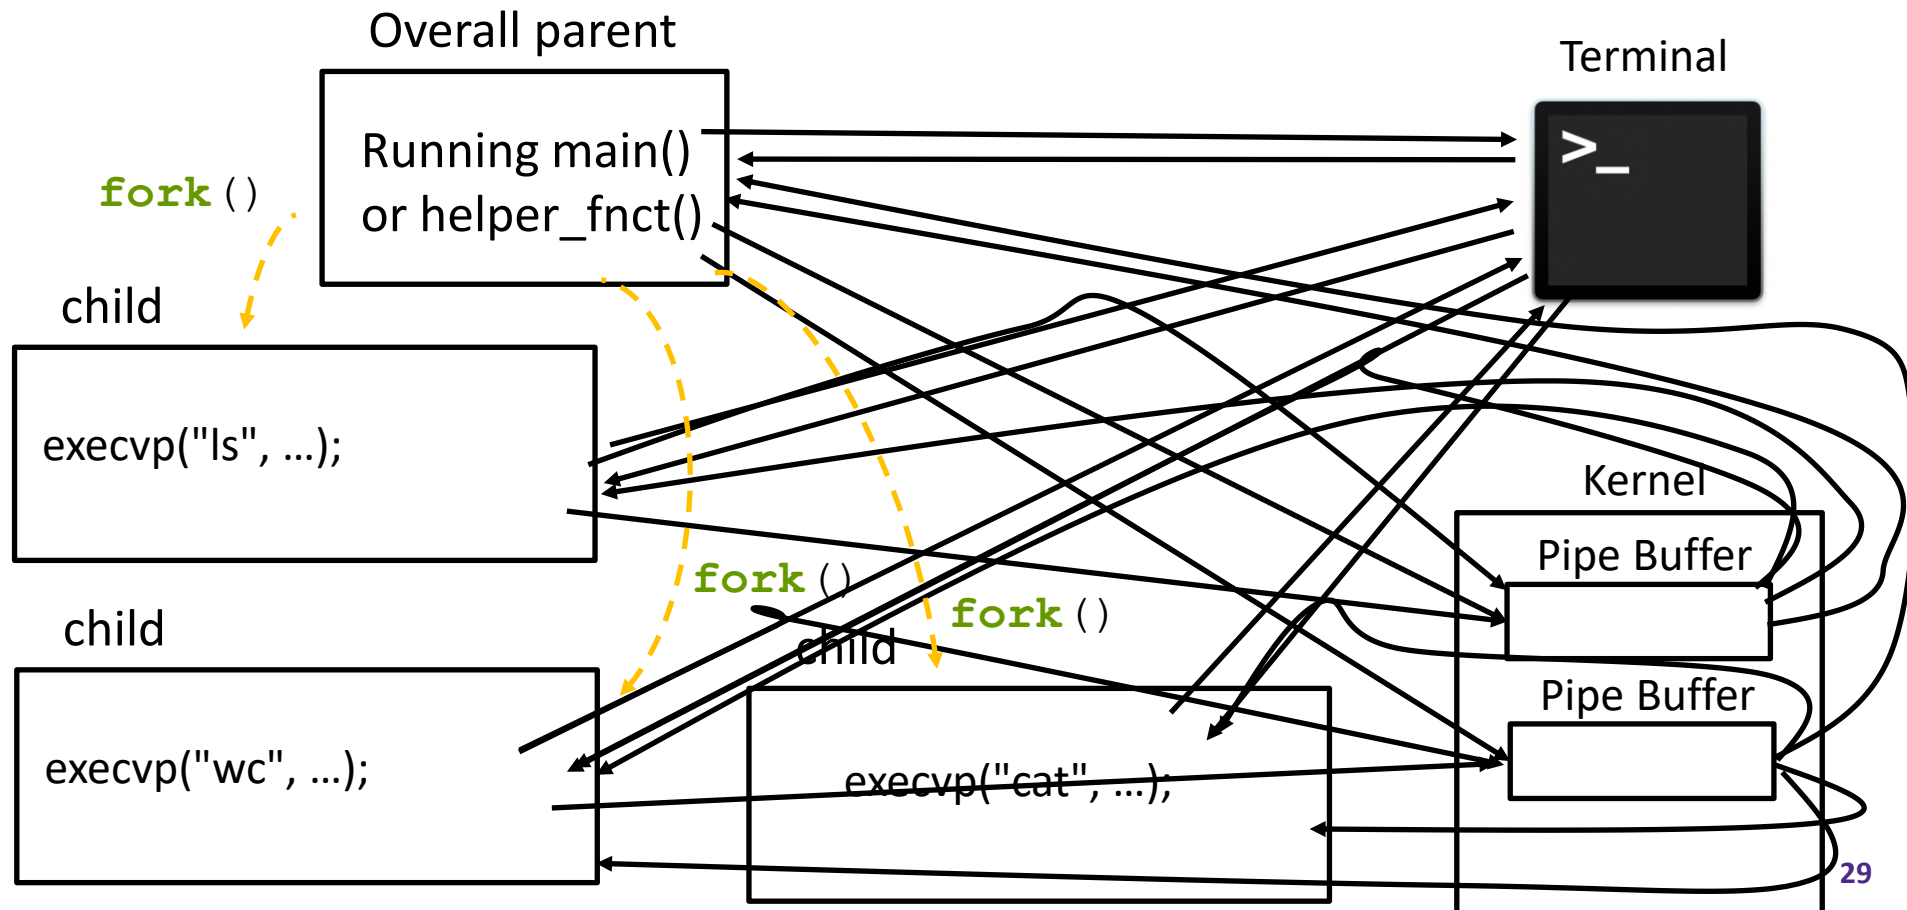 Overall parent
Terminal
>_
Running main()
or helper_fnct()
fork()
child
execvp("ls", ...);
Kernel
Pipe Buffer
fork()
fork()
child
child
Pipe Buffer
execvp("wc", ...);
execvp("cat", ...);
29